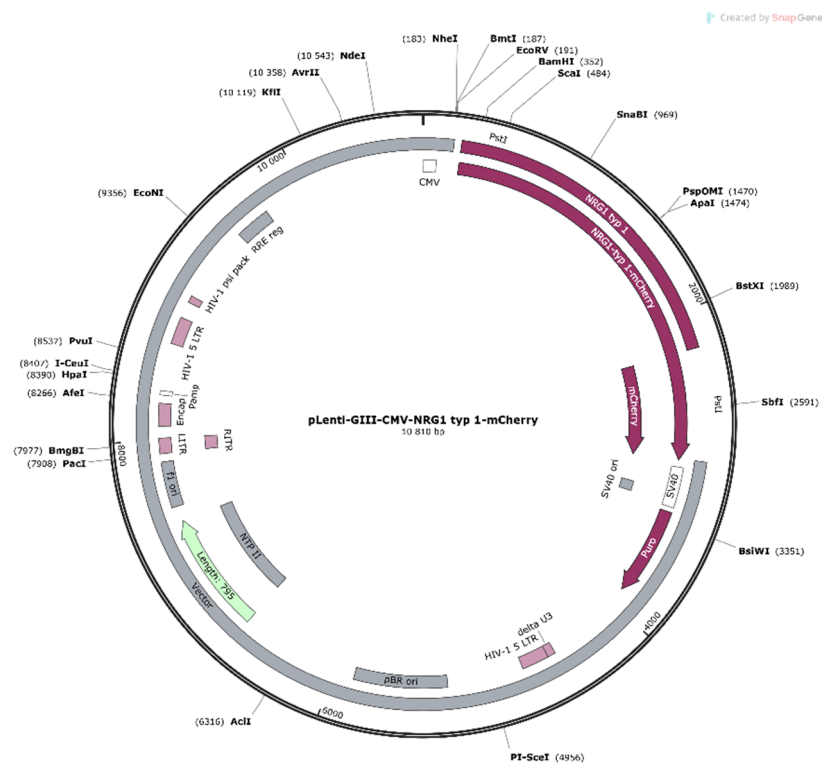 Created by SnapGene
(183) NheI
BmtI (187)
EcoRV (191)
BamHI (352)
ScaI (484)
SnaBI (969)
PspOMI (1470)
ApaI (1474)
BstXI (1989)
SbfI (2591)
BsiWI (3351)
PI-SceI (4956)
(6316) AclI
(7908) PacI
(7977) BmgBI
(8266) AfeI
(8390) HpaI
(8407) I-CeuI
(8537) PvuI
(9356) EcoNI
(10 119) KflI
(10 358) AvrII
(10 543) NdeI
2000
4000
6000
8000
10 000
PstI
PstI
CMV
NRG1 typ 1
NRG1-typ 1-mCherry
mCherry
SV40 ori
SV40
Puro
delta U3
HIV-1 5 LTR
pBR ori
Vector
Length: 795
NTP II
f1 ori
RITR
RITR
Encap
Pamp
HIV-1 5 LTR
HIV-1 psi pack
RRE reg
pLenti-GIII-CMV-NRG1 typ 1-mCherry
10 810 bp